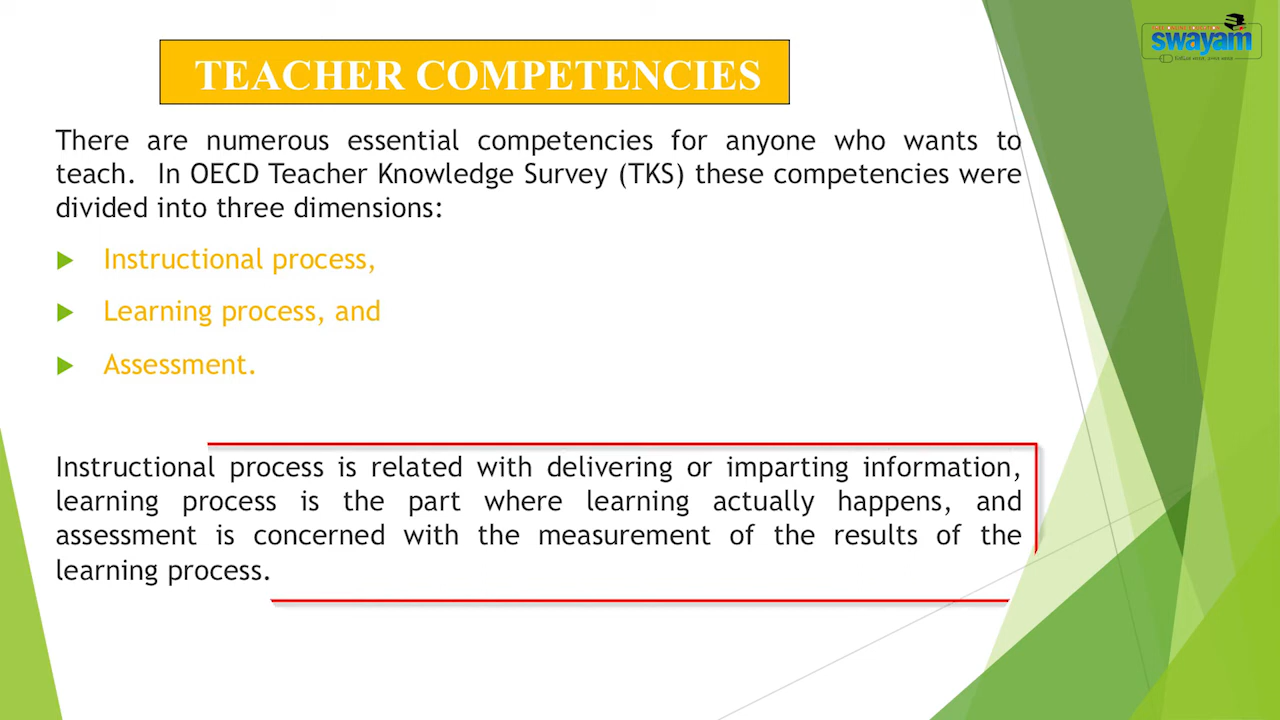 swayam
TEACHER COMPETENCIES
There are numerous essential competencies for anyone who wants to
teach. In OECD Teacher Knowledge Survey (TKS) these competencies were
divided into three dimensions:
Instructional process,
Learning process, and
Assessment.
Instructional process is related with delivering or imparting information,
learning process is the part where learning actually happens, and
assessment is concerned with the measurement of the results of the
learning process.